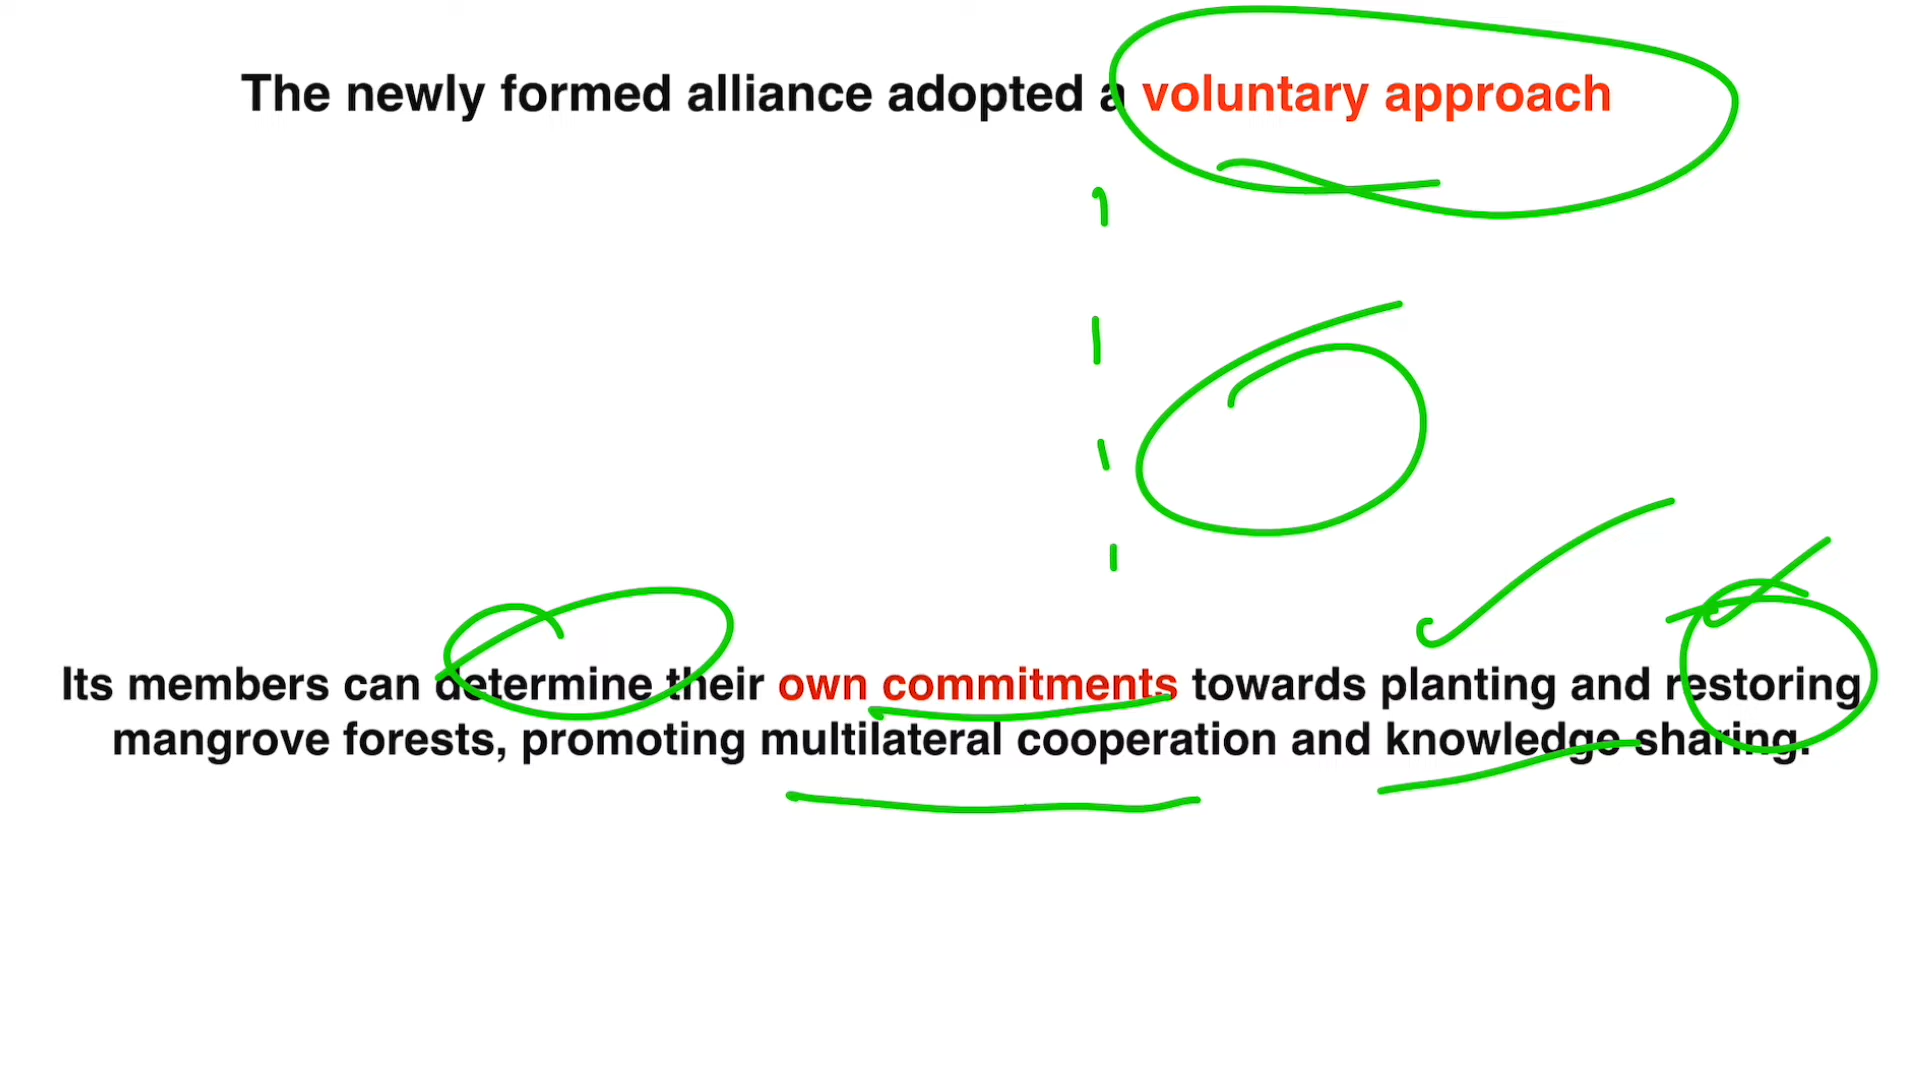 The newly formed alliance adopted a voluntary approach
Its members can determine their own commitments towards planting and restoring
mangrove forests, promoting multilateral cooperation and knowledge sharing.